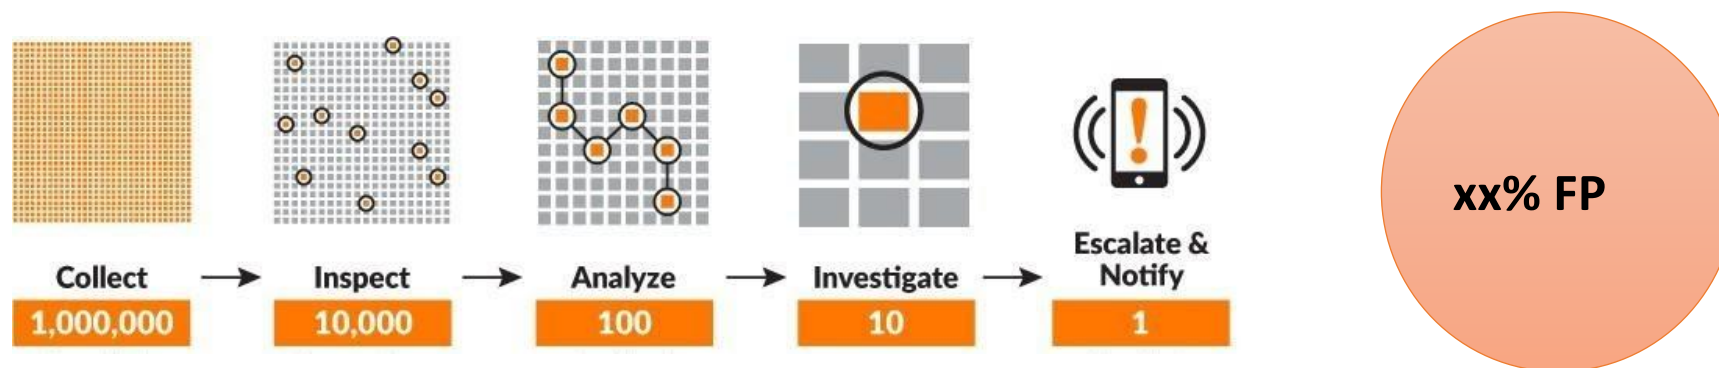 Collect
1,000,000
Inspect
10,000
Analyze
100
Investigate
10
Escalate &
Notify
1
xx% FP